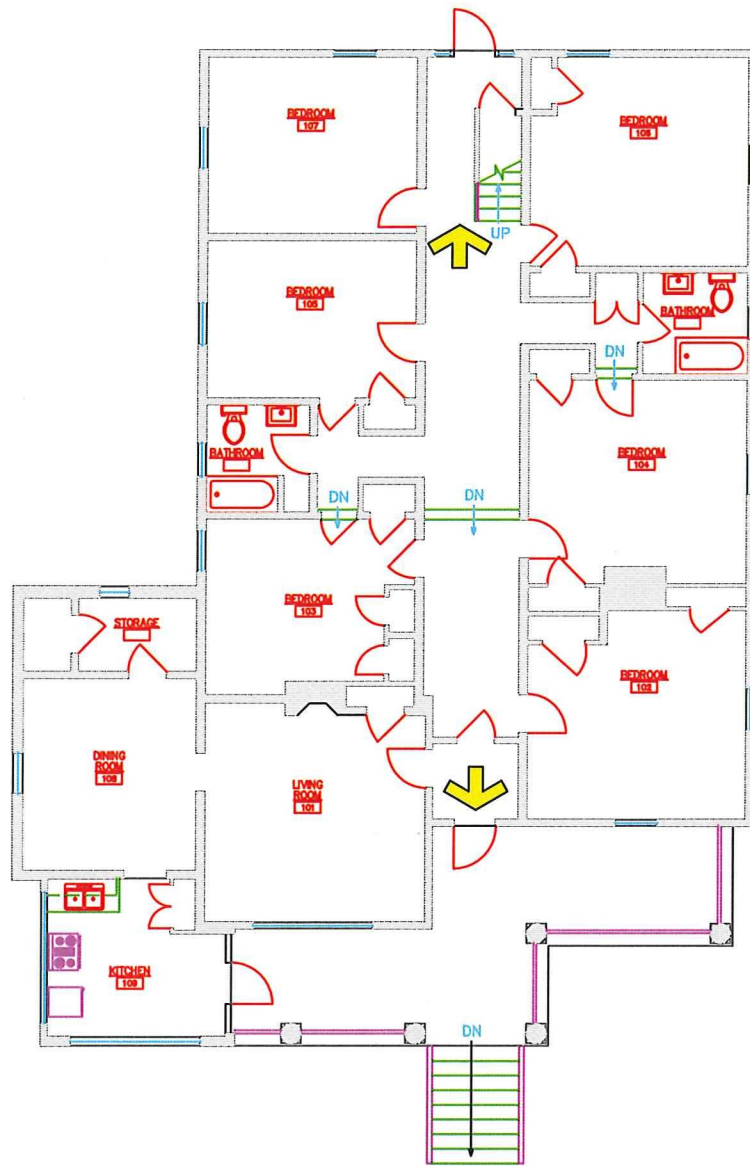 BEDROOM
107
BEDROOM
106
UP
BEDROOM
105
BATHROOM
DN
BEDROOM
104
BATHROOM
DN
DN
BEDROOM
103
STORAGE
BEDROOM
102
DINING
ROOM
108
LIVING
ROOM
101
KITCHEN
109
DN